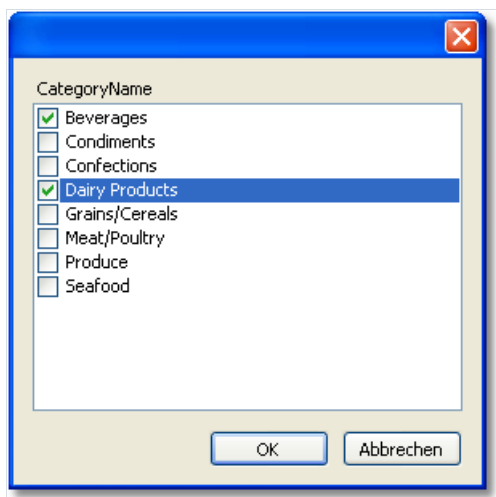 CategoryName
Beverages
Condiments
Confections
Dairy Products
Grains/Cereals
Meat/Poultry
Produce
Seafood
OK Abbrechen